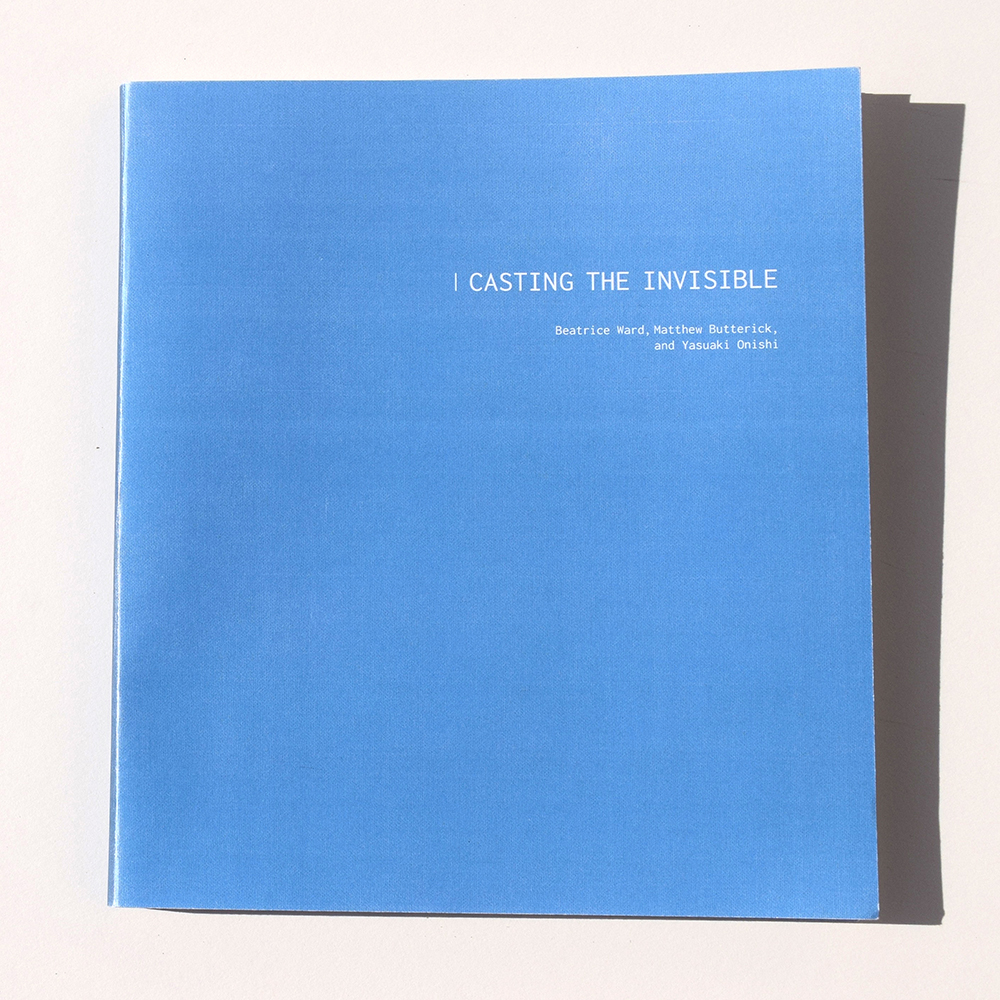 | CASTING THE INVISIBLE
Beatrice Ward, Matthew Butterick,
and Yasuaki Onishi